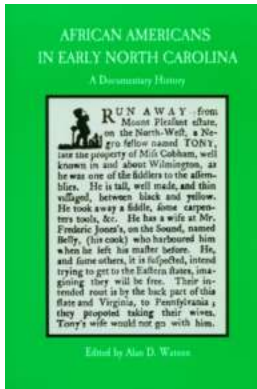 AFRICAN AMERICANS
IN EARLY NORTH CAROLINA
A Documentary History
RUN AWAY from
Mount Pleasant estate,
on the North-West, a Ne-
gro fellow named TONY,
late the property of Miss Cobham, well
known in and about Wilmington, as
he was one of the fiddlers to the assem-
blies. He is tall, well made, and thin
visaged, between black and yellow.
He took away a fiddle, some carpen-
ters tools, &c. He has a wife at Mr.
Frederic Jones's, on the Sound, named
Belly, (his cook) who harboured him
when he left his master before. He,
and some others, it is suspected, intend
trying to get to the Eastern states, ima-
gining they will be free. Their in-
tended rout is by the back part of this
state and Virginia, to Pennsylvania;
they proposed taking their wives.
Tony's wife would not go with him.
Edited by Alan D. Watson